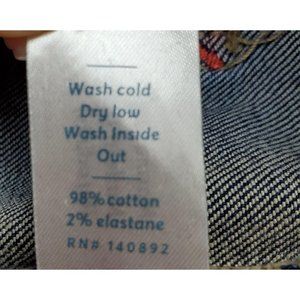 Wash cold
Dry low
Wash Inside
Out
98% cotton
2% elastane
RN# 140892